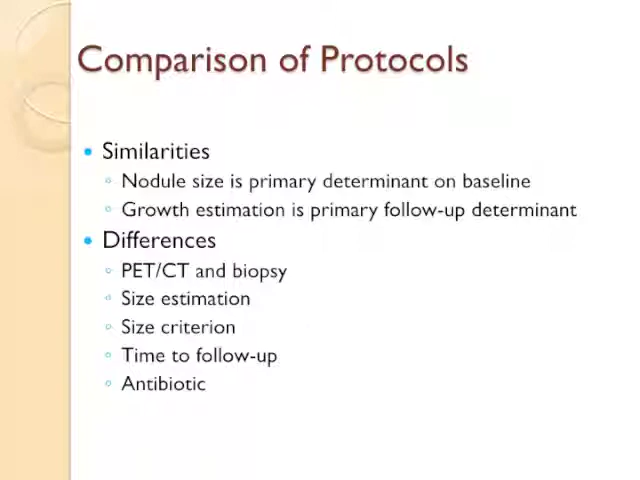 Comparison of Protocols
Similarities
Nodule size is primary determinant on baseline
Growth estimation is primary follow-up determinant
Differences
PET/CT and biopsy
Size estimation
Size criterion
Time to follow-up
Antibiotic